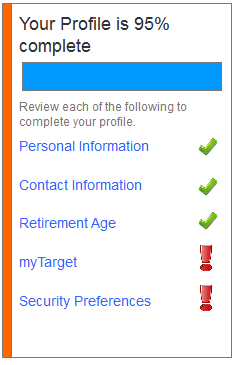 Your Profile is 95%
complete
Review each of the following to
complete your profile.
Personal Information
Contact Information
Retirement Age
myTarget
Security Preferences